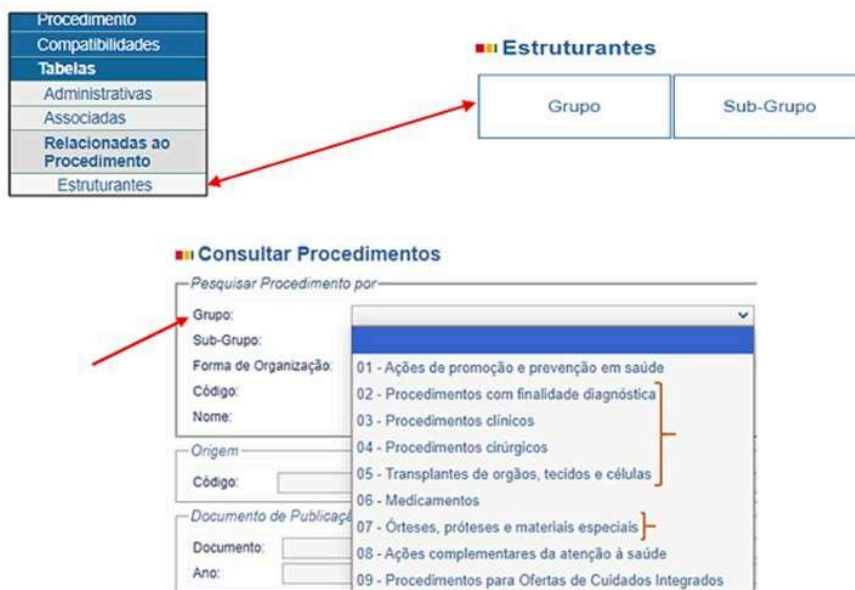 Procedimento
Compatibilidades
Tabelas
Administrativas
Associadas
Relacionadas ao
Procedimento
Estruturantes
Estruturantes
Grupo
Sub-Grupo
Consultar Procedimentos
Pesquisar Procedimento por
Grupo:
Sub-Grupo:
Forma de Organização:
Código:
Nome:
01 - Ações de promoção e prevenção em saúde
02 - Procedimentos com finalidade diagnóstica
03 - Procedimentos clínicos
04 - Procedimentos cirúrgicos
05 - Transplantes de orgãos, tecidos e células
06 - Medicamentos
07 - Órteses, próteses e materiais especiais
08 - Ações complementares da atenção à saúde
09 - Procedimentos para Ofertas de Cuidados Integrados
Origem
Código:
Documento de Publicaç
Documento:
Ano: